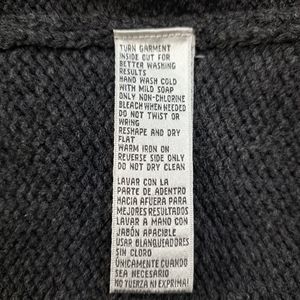 TURN GARMENT
INSIDE OUT FOR
BETTER WASHING
RESULTS
HAND WASH COLD
WITH MILD SOAP
ONLY NON-CHLORINE
BLEACH WHEN NEEDED
DO NOT TWIST OR
WRING
RESHAPE AND DRY
FLAT
WARM IRON ON
REVERSE SIDE ONLY
DO NOT DRY CLEAN
LAVAR CON LA
PARTE DE ADENTRO
HACIA AFUERA PARA
MEJORES RESULTADOS
LAVAR A MANO CON
JABÓN APACIBLE
USAR BLANQUEADORES
SIN CLORO
ÚNICAMENTE CUANDO
SEA NECESARIO
NO TUERZA NI EXPRIMA